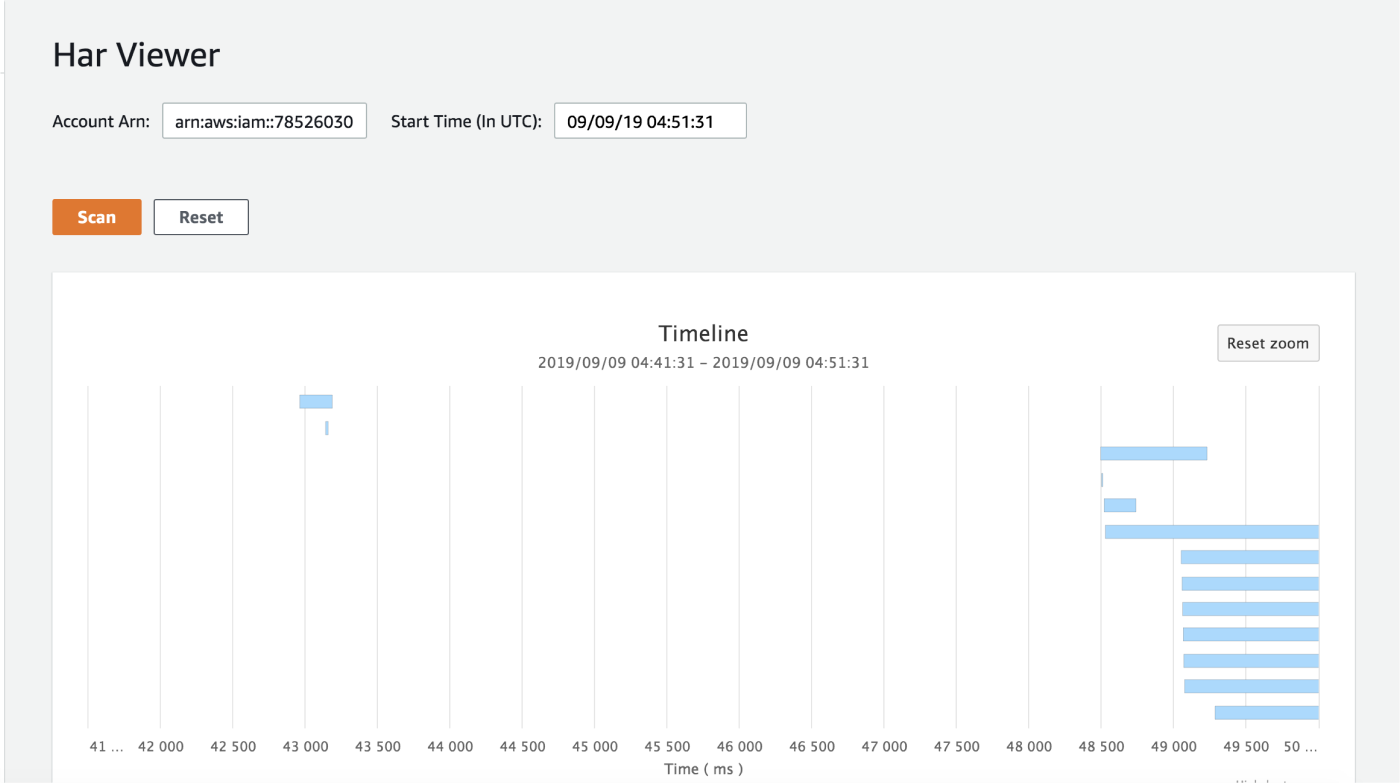 Har Viewer
Account Arn: arn:aws:iam::78526030 Start Time (In UTC): 09/09/19 04:51:31
Scan Reset
Timeline
Reset zoom
2019/09/09 04:41:31 – 2019/09/09 04:51:31
41 ... 42 000 42 500 43 000 43 500 44 000 44 500 45 000 45 500 46 000 46 500 47 000 47 500 48 000 48 500 49 000 49 500 50 ...
Time ( ms )